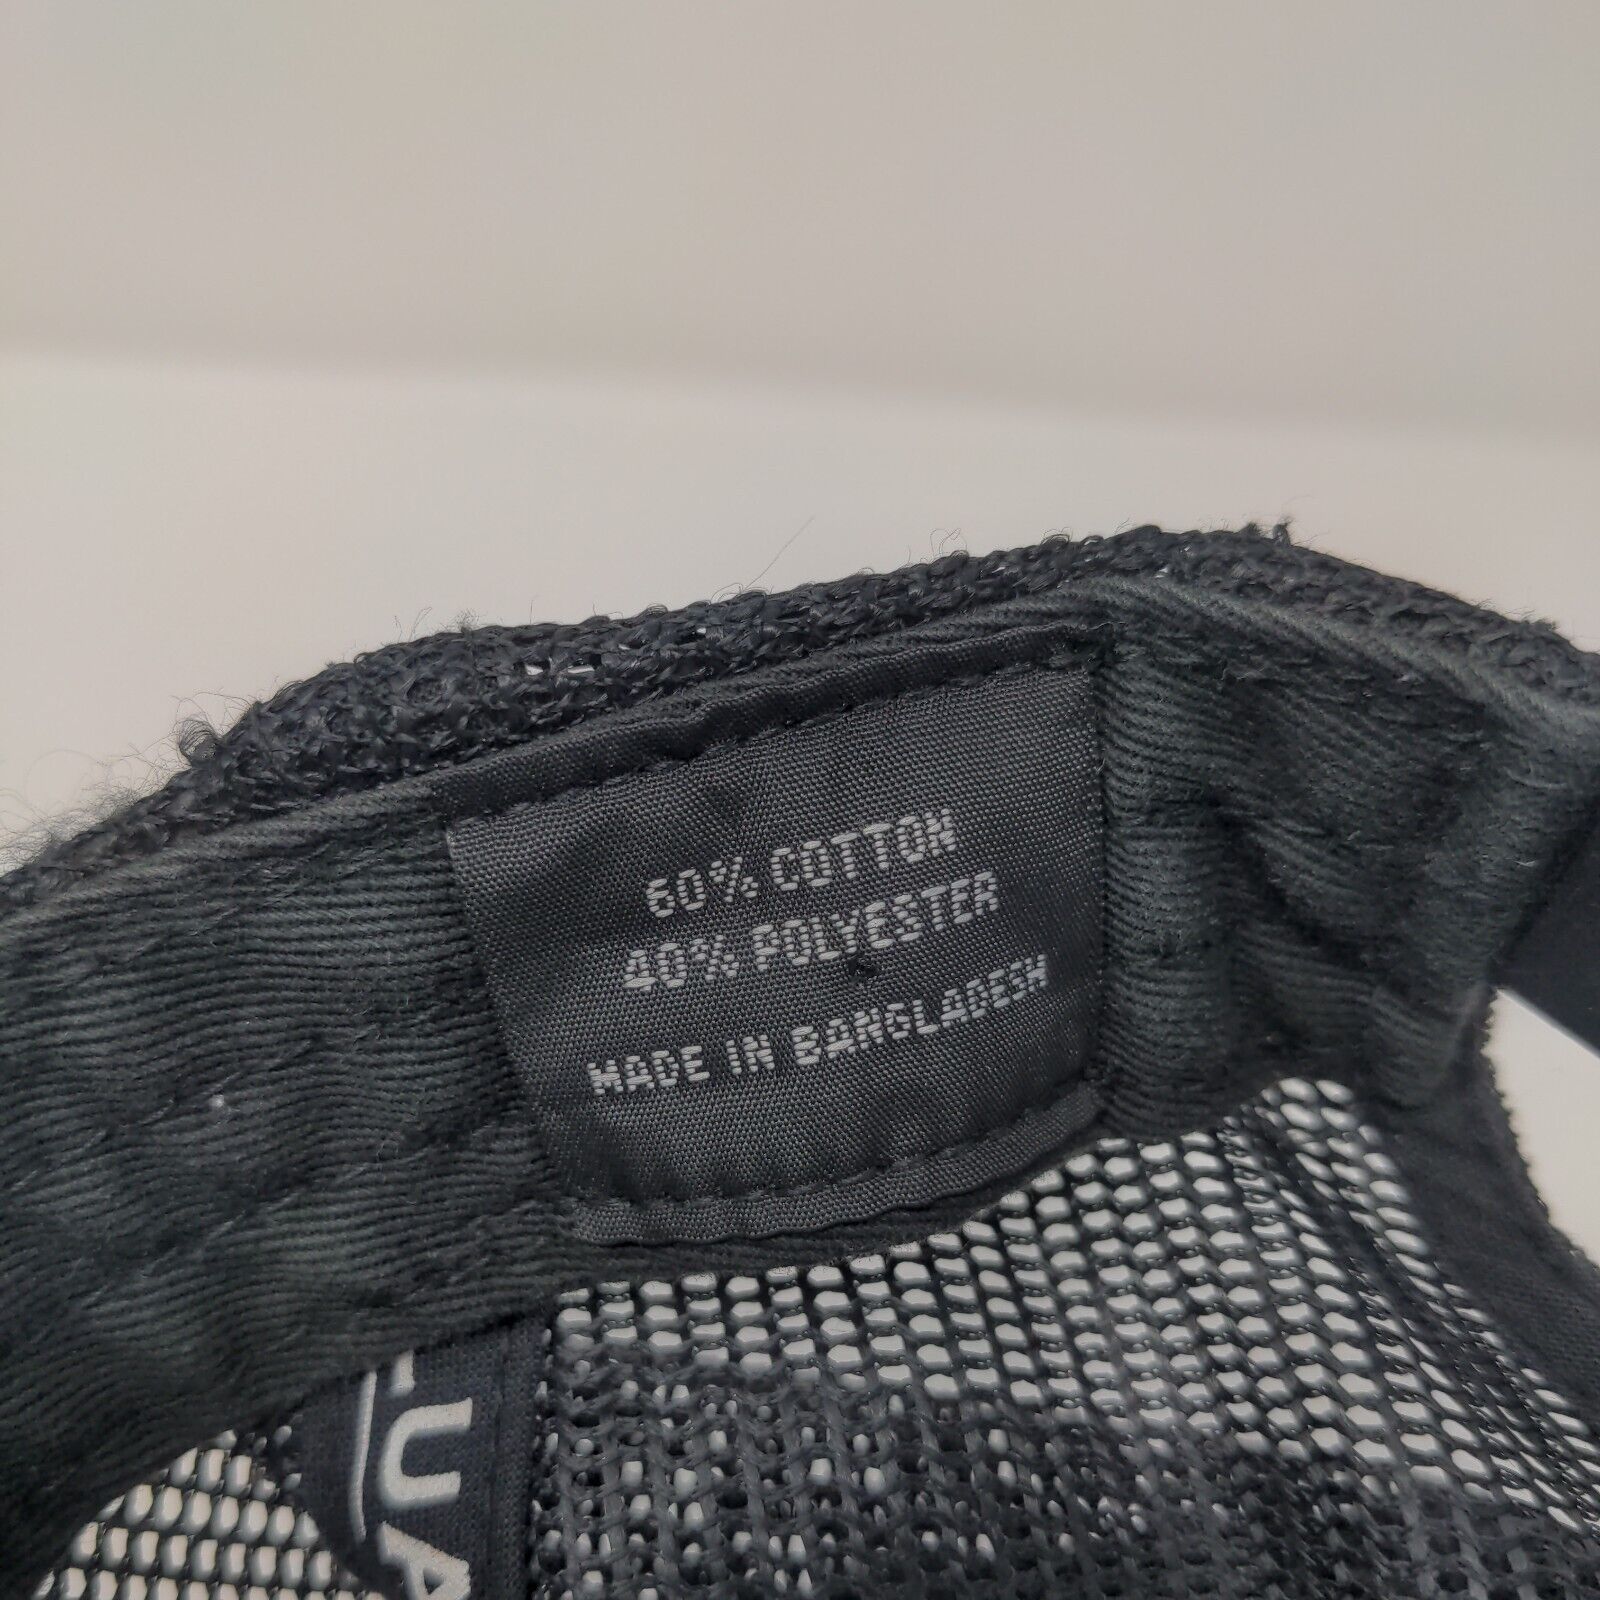 60% COTTON
40% POLYESTER
MADE IN BANGLADESH